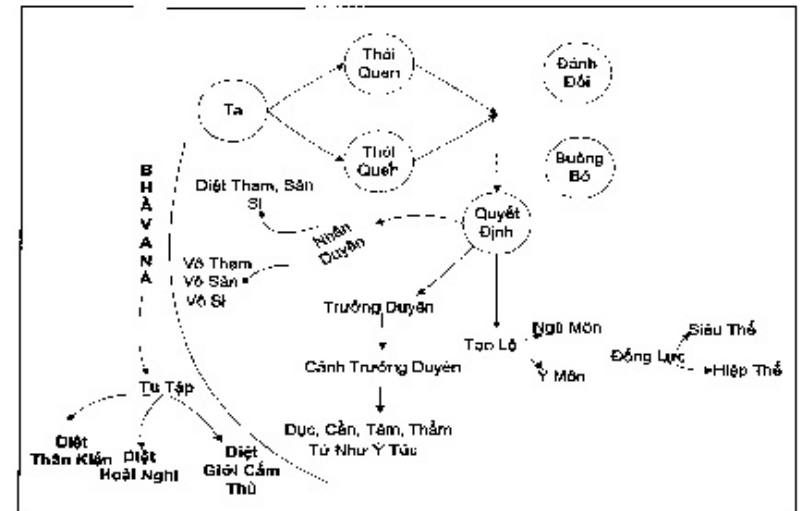 Thói
Quen
Đánh
Đổi
Ta
Thói
Quen
Buông
Bỏ
BHÀVANÀ
Diệt Tham, Sân
Si
Quyết
Định
Nhân
Duyên
Vô Tham
Vô Sân
Vô Si
Trưởng Duyên
Tạo Lộ
Ngũ Môn
Ý Môn
Đổng Lực
Siêu Thế
Hiệp Thế
Cảnh Trưởng Duyên
Tu Tập
Dục, Cần, Tâm, Thẩm
Tứ Như Ý Túc
Diệt
Thân Kiến
Diệt
Hoài Nghi
Diệt
Giới Cấm
Thủ